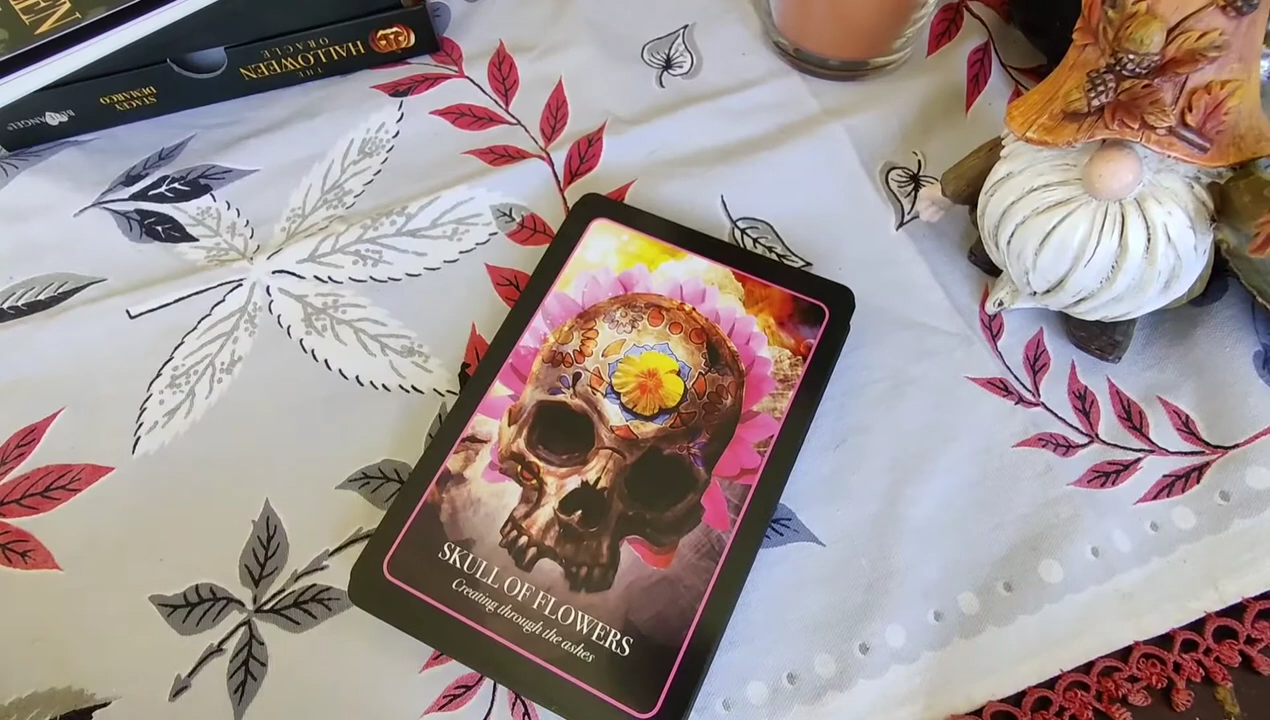 THE
HALLOWEEN
ORACLE
STACEY
DEMARCO
SKULL OF FLOWERS
Creating through the ashes